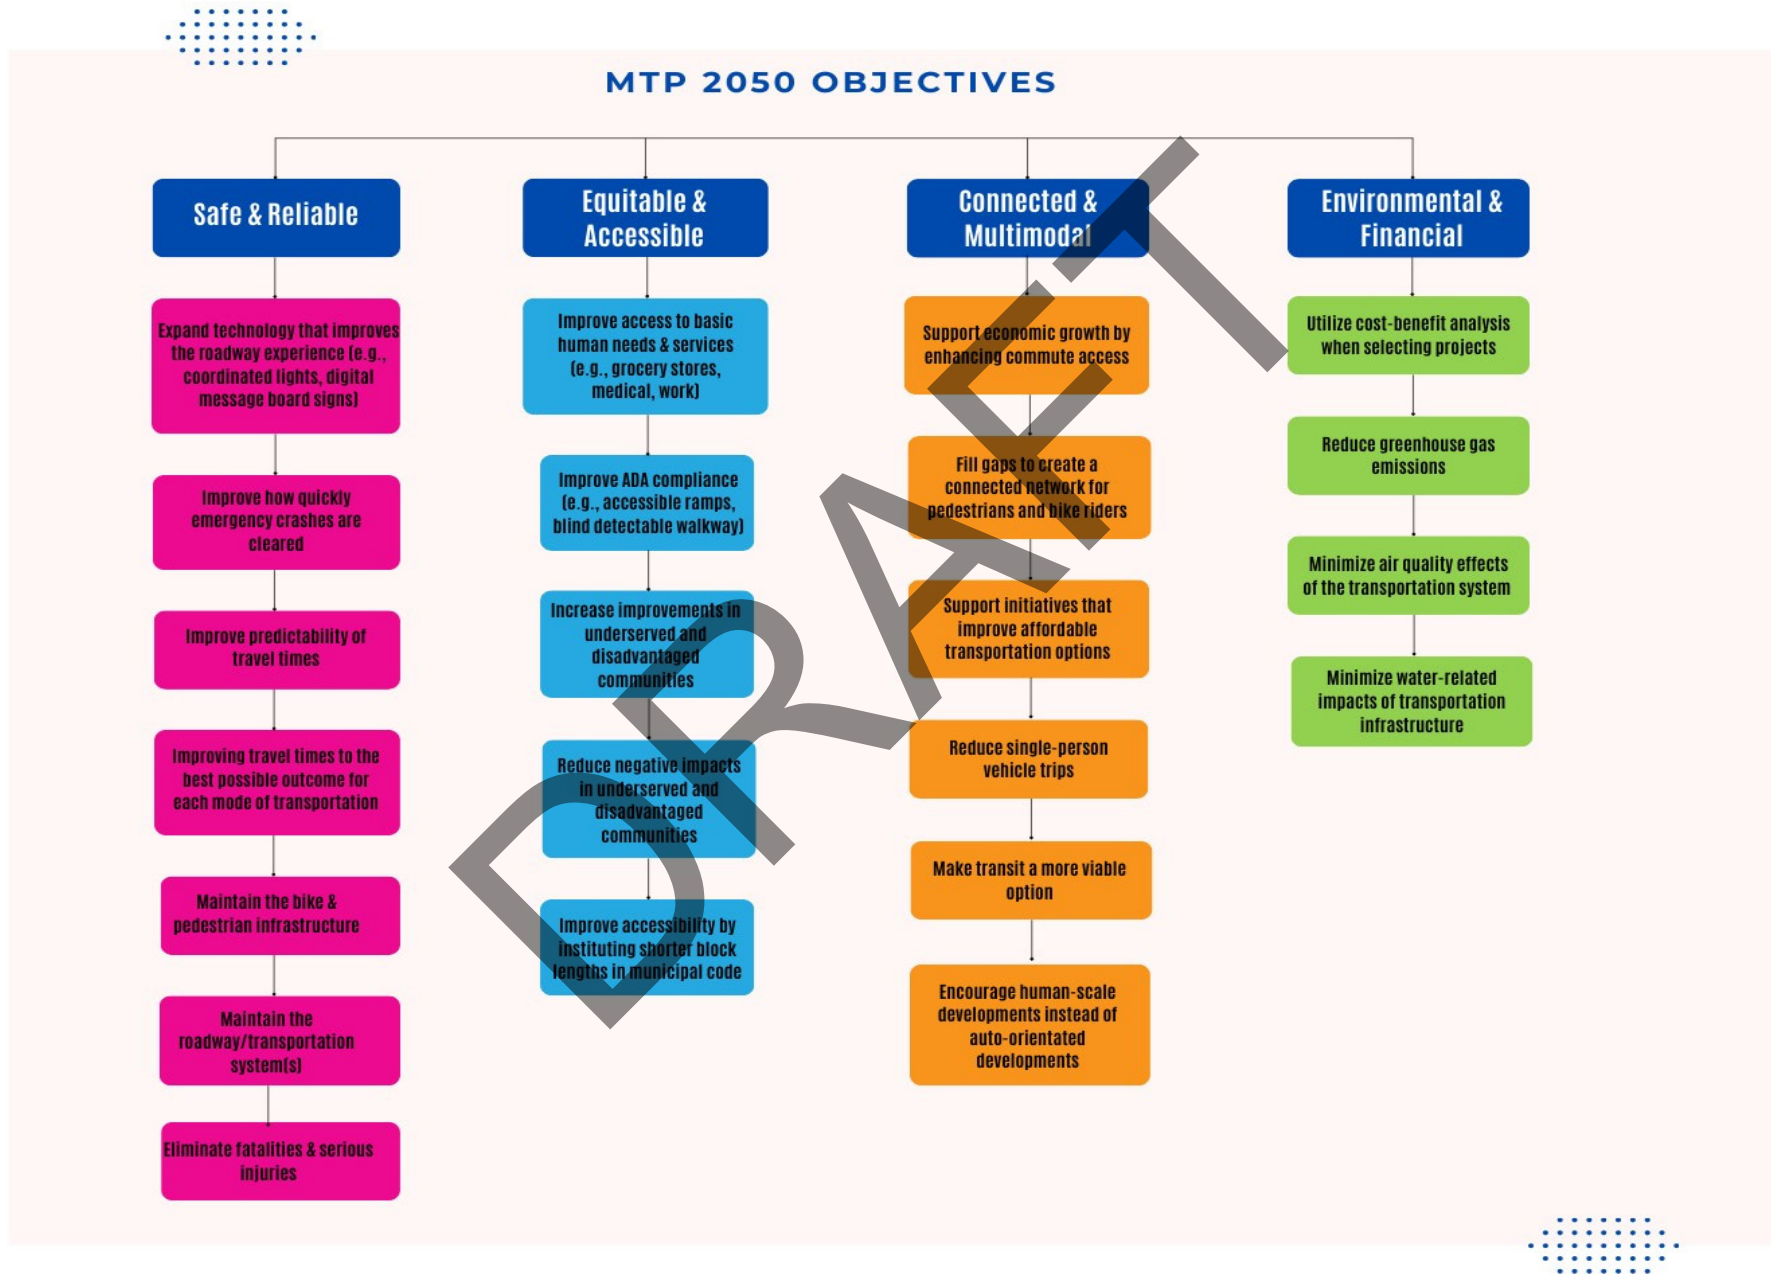 MTP 2050 OBJECTIVES
Safe & Reliable
Expand technology that improves
the roadway experience (e.g.,
coordinated lights, digital
message board signs)
Improve how quickly
emergency crashes are
cleared
Improve predictability of
travel times
Improving travel times to the
best possible outcome for
each mode of transportation
Maintain the bike &
pedestrian infrastructure
Maintain the
roadway/transportation
system(s)
Eliminate fatalities & serious
injuries
Equitable &
Accessible
Improve access to basic
human needs & services
(e.g., grocery stores,
medical, work)
Improve ADA compliance
(e.g., accessible ramps,
blind detectable walkway)
Increase improvements in
underserved and
disadvantaged
communities
Reduce negative impacts
in underserved and
disadvantaged
communities
Improve accessibility by
instituting shorter block
lengths in municipal code
Connected &
Multimodal
Support economic growth by
enhancing commute access
Fill gaps to create a
connected network for
pedestrians and bike riders
Support initiatives that
improve affordable
transportation options
Reduce single-person
vehicle trips
Make transit a more viable
option
Encourage human-scale
developments instead of
auto-orientated
developments
Environmental &
Financial
Utilize cost-benefit analysis
when selecting projects
Reduce greenhouse gas
emissions
Minimize air quality effects
of the transportation system
Minimize water-related
impacts of transportation
infrastructure
DRAFT